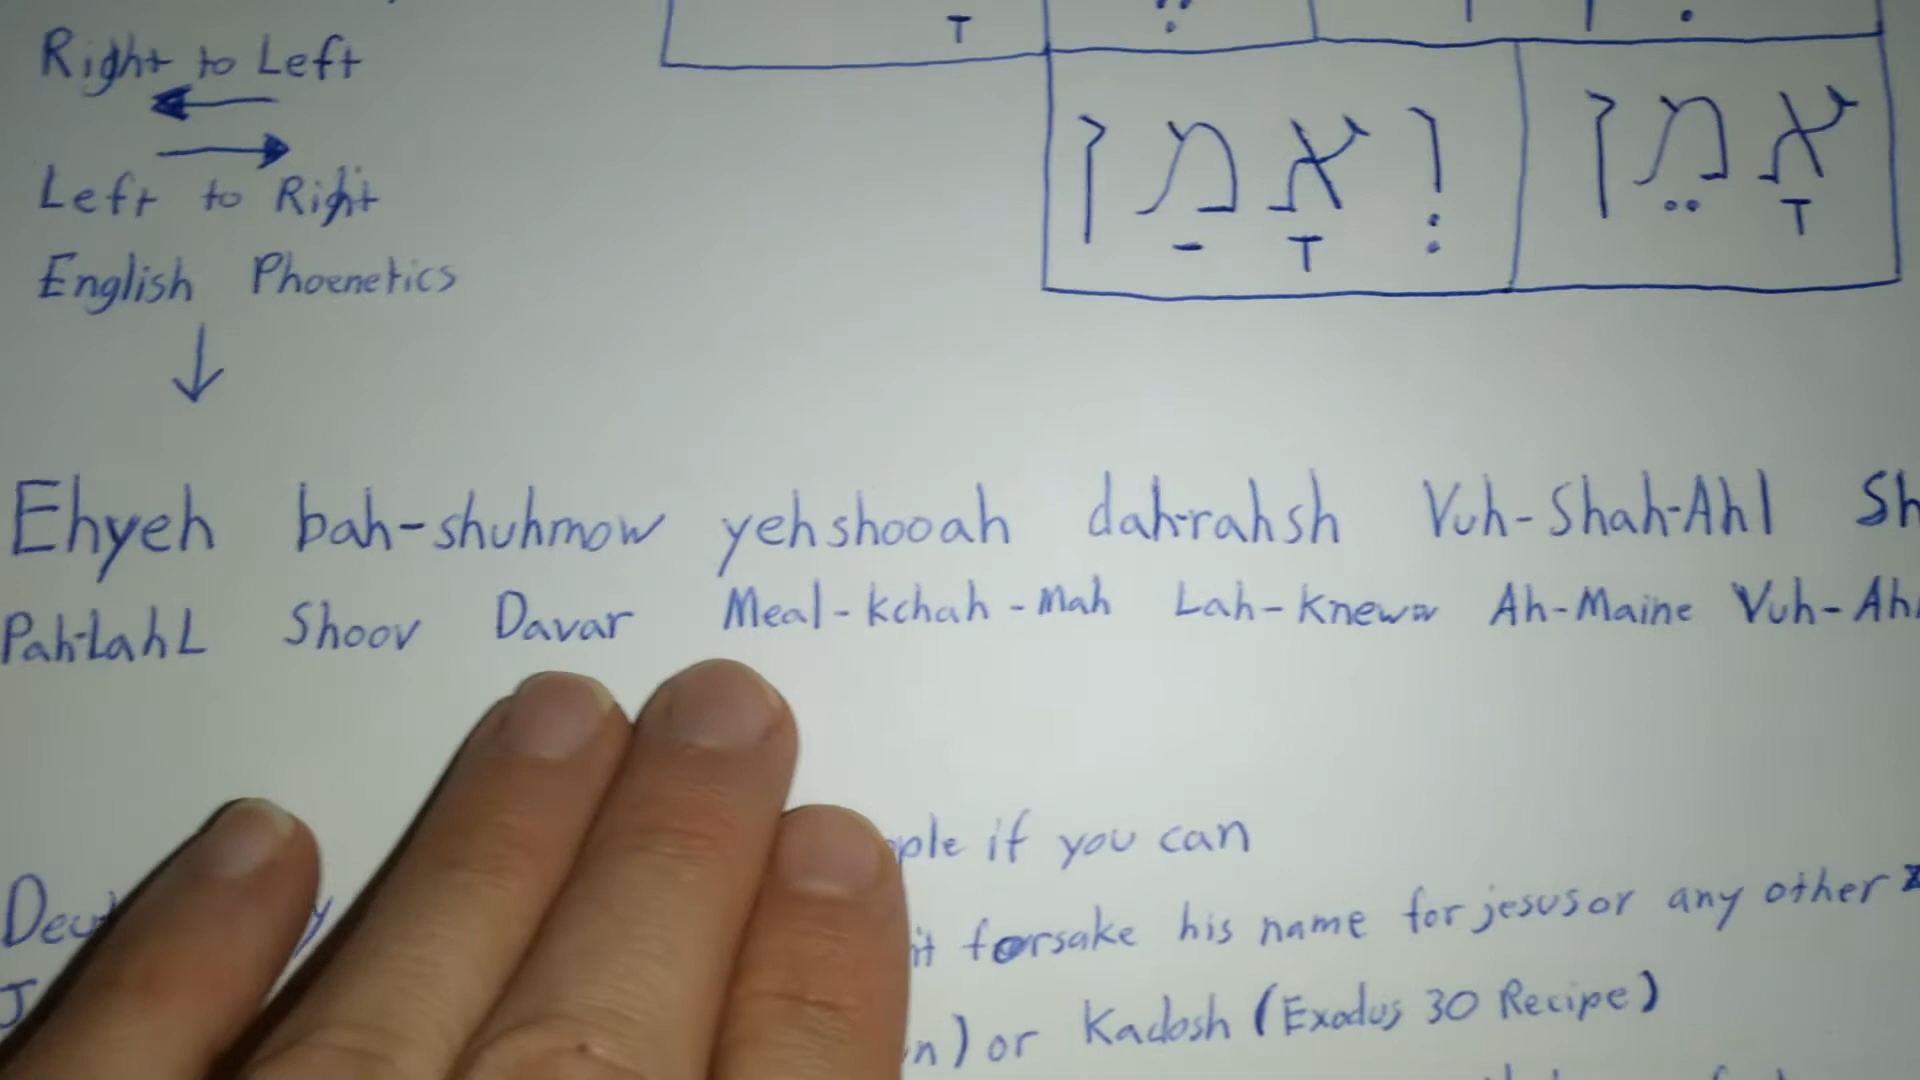 Right to Left
Left to Right
English Phoenetics
אָמֵן
וְאָמַן
Ehyeh bah-shuhmow yehshooah dah-rahsh Vuh-Shah-Ahl Sh
Pah-Lahl Shoov Davar Meal-kchah-mah Lah-Kneww Ah-Maine Vuh-Ah
if you can
forsake his name for jesus or any other
or Kadosh (Exodus 30 Recipe)